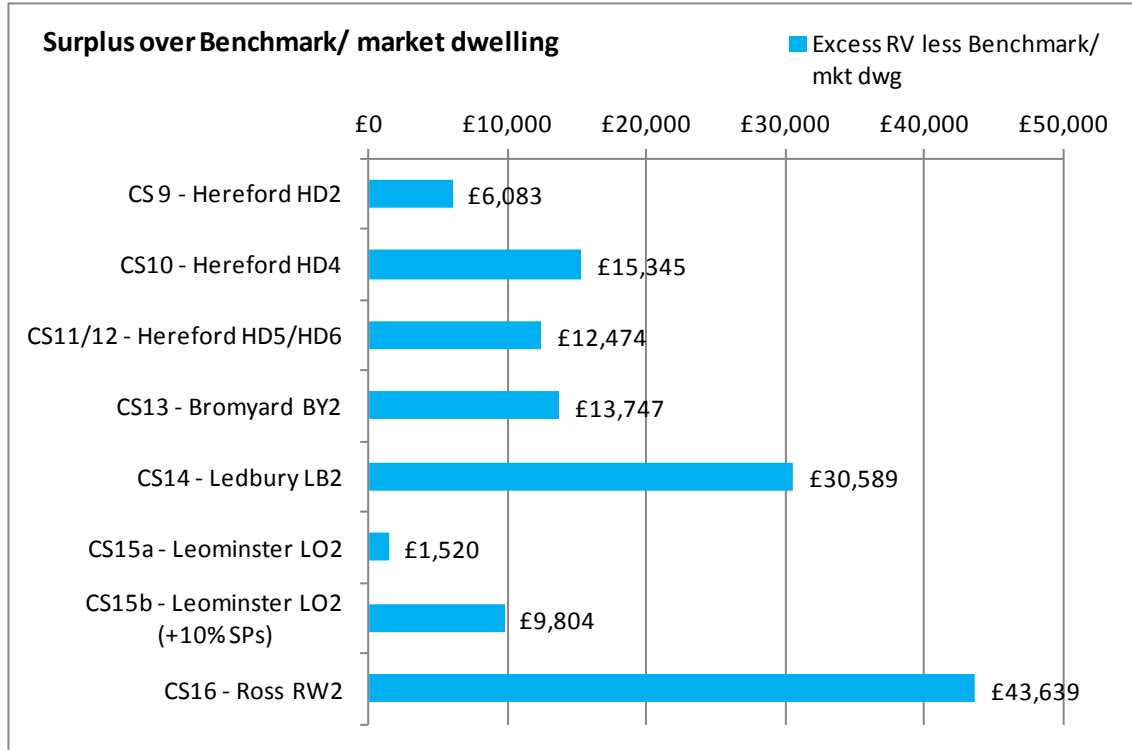 Surplus over Benchmark/ market dwelling
Excess RV less Benchmark/
mkt dwg
£0 £10,000 £20,000 £30,000 £40,000 £50,000
CS 9 - Hereford HD2 £6,083
CS10 - Hereford HD4 £15,345
CS11/12 - Hereford HD5/HD6 £12,474
CS13 - Bromyard BY2 £13,747
CS14 - Ledbury LB2 £30,589
CS15a - Leominster LO2 £1,520
CS15b - Leominster LO2
(+10% SPs) £9,804
CS16 - Ross RW2 £43,639